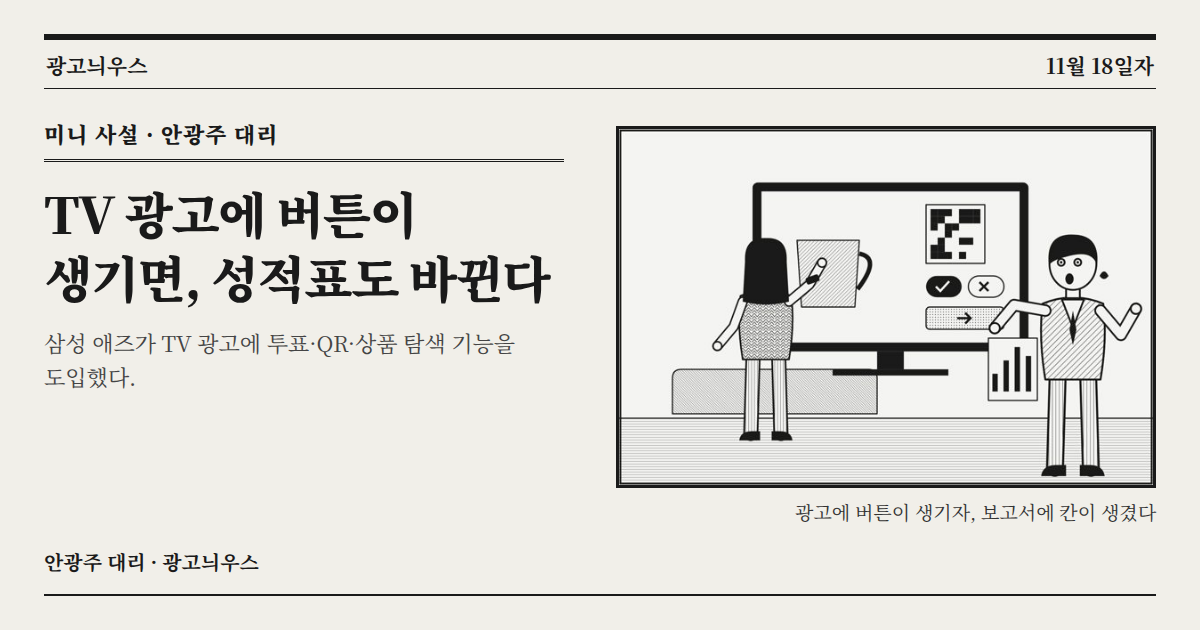 광고늬우스
11월 18일자
미니 사설 · 안광주 대리
TV 광고에 버튼이
생기면, 성적표도 바뀐다
삼성 애즈가 TV 광고에 투표·QR·상품 탐색 기능을
도입했다.
광고에 버튼이 생기자, 보고서에 칸이 생겼다
안광주 대리 · 광고늬우스